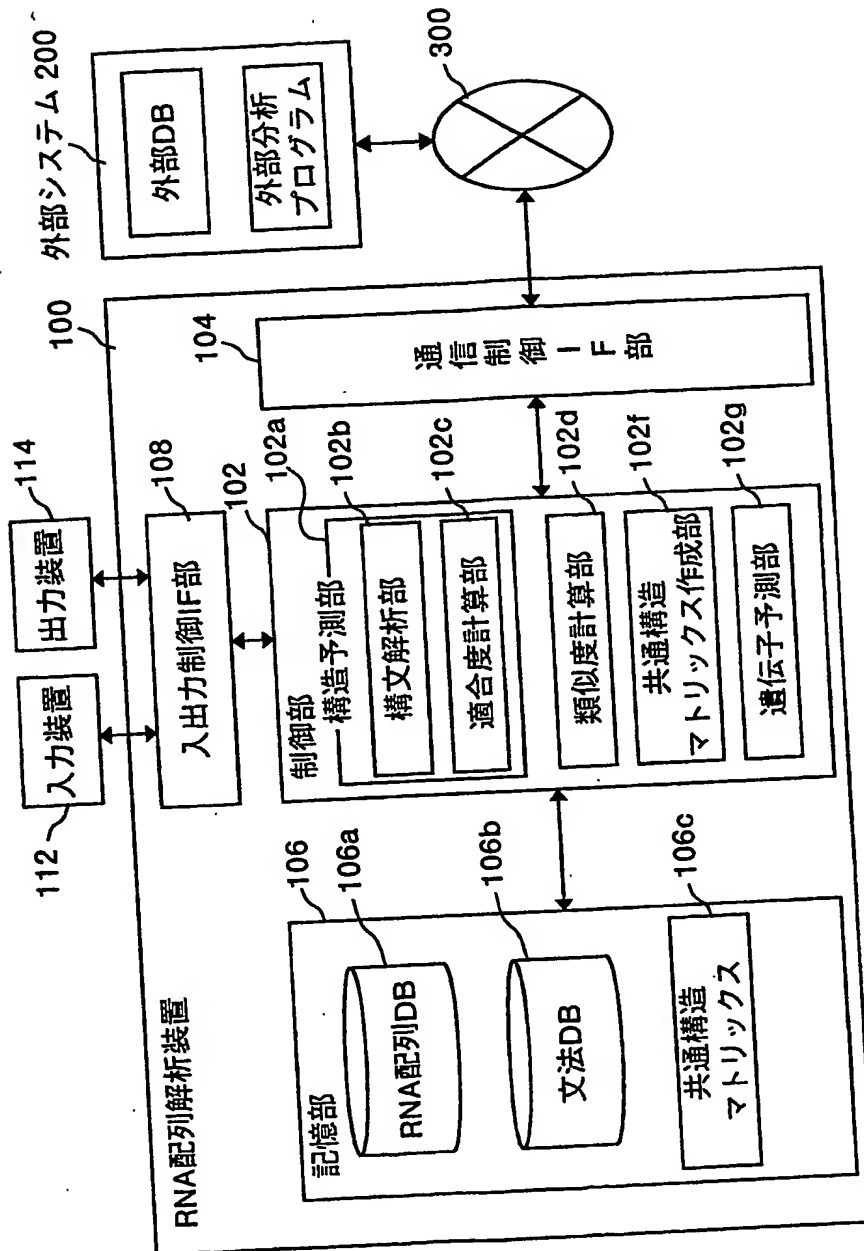 RNA配列解析装置
112
入力装置
114
出力装置
100
108
入出力制御IF部
外部システム 200
外部DB
外部分析
プログラム
300
104
通信制御IF部
102
制御部
102a
構造予測部
102b
構文解析部
102c
適合度計算部
102d
類似度計算部
102f
共通構造
マトリックス作成部
102g
遺伝子予測部
106
記憶部
106a
RNA配列DB
106b
文法DB
106c
共通構造
マトリックス